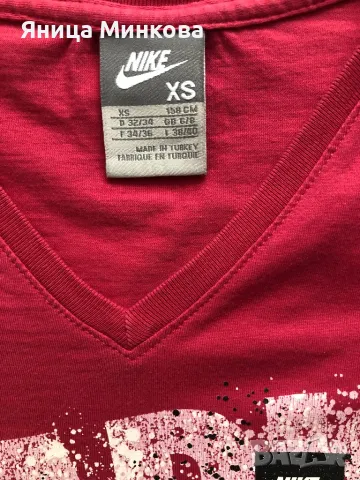 Яница Минкова
NIKE
XS
XS 158 CM
D 32/34 GB 6/8
F 34/36 I 38/40
MADE IN TURKEY
FABRIQUE EN TURQUIE
NIKE